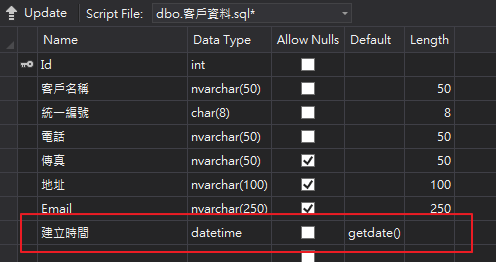 Update Script File: dbo.客戶資料.sql*
Name Data Type Allow Nulls Default Length
Id int
客戶名稱 nvarchar(50) 50
統一編號 char(8) 8
電話 nvarchar(50) 50
傳真 nvarchar(50) 50
地址 nvarchar(100) 100
Email nvarchar(250) 250
建立時間 datetime getdate()